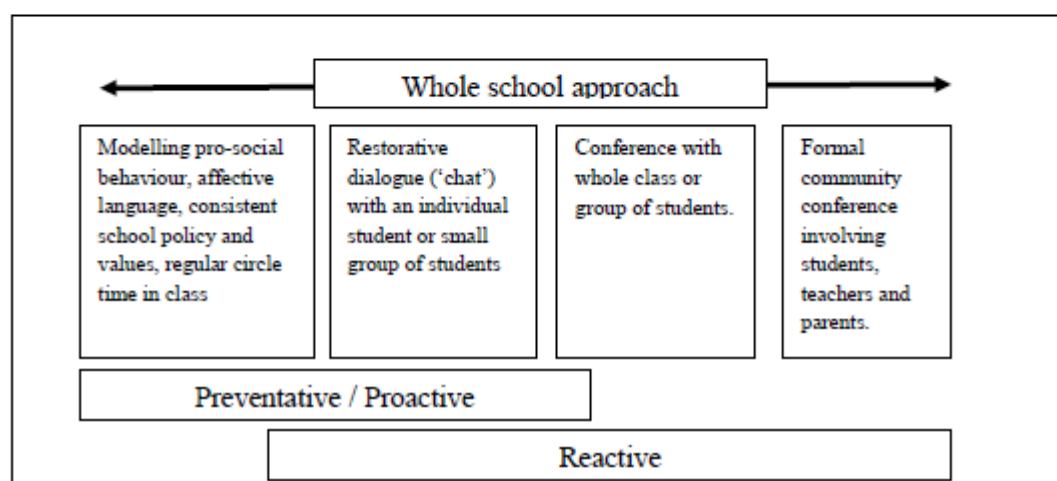 Whole school approach
Modelling pro-social
behaviour, affective
language, consistent
school policy and
values, regular circle
time in class
Restorative
dialogue (‘chat’)
with an individual
student or small
group of students
Conference with
whole class or
group of students.
Formal
community
conference
involving
students,
teachers and
parents.
Preventative / Proactive
Reactive